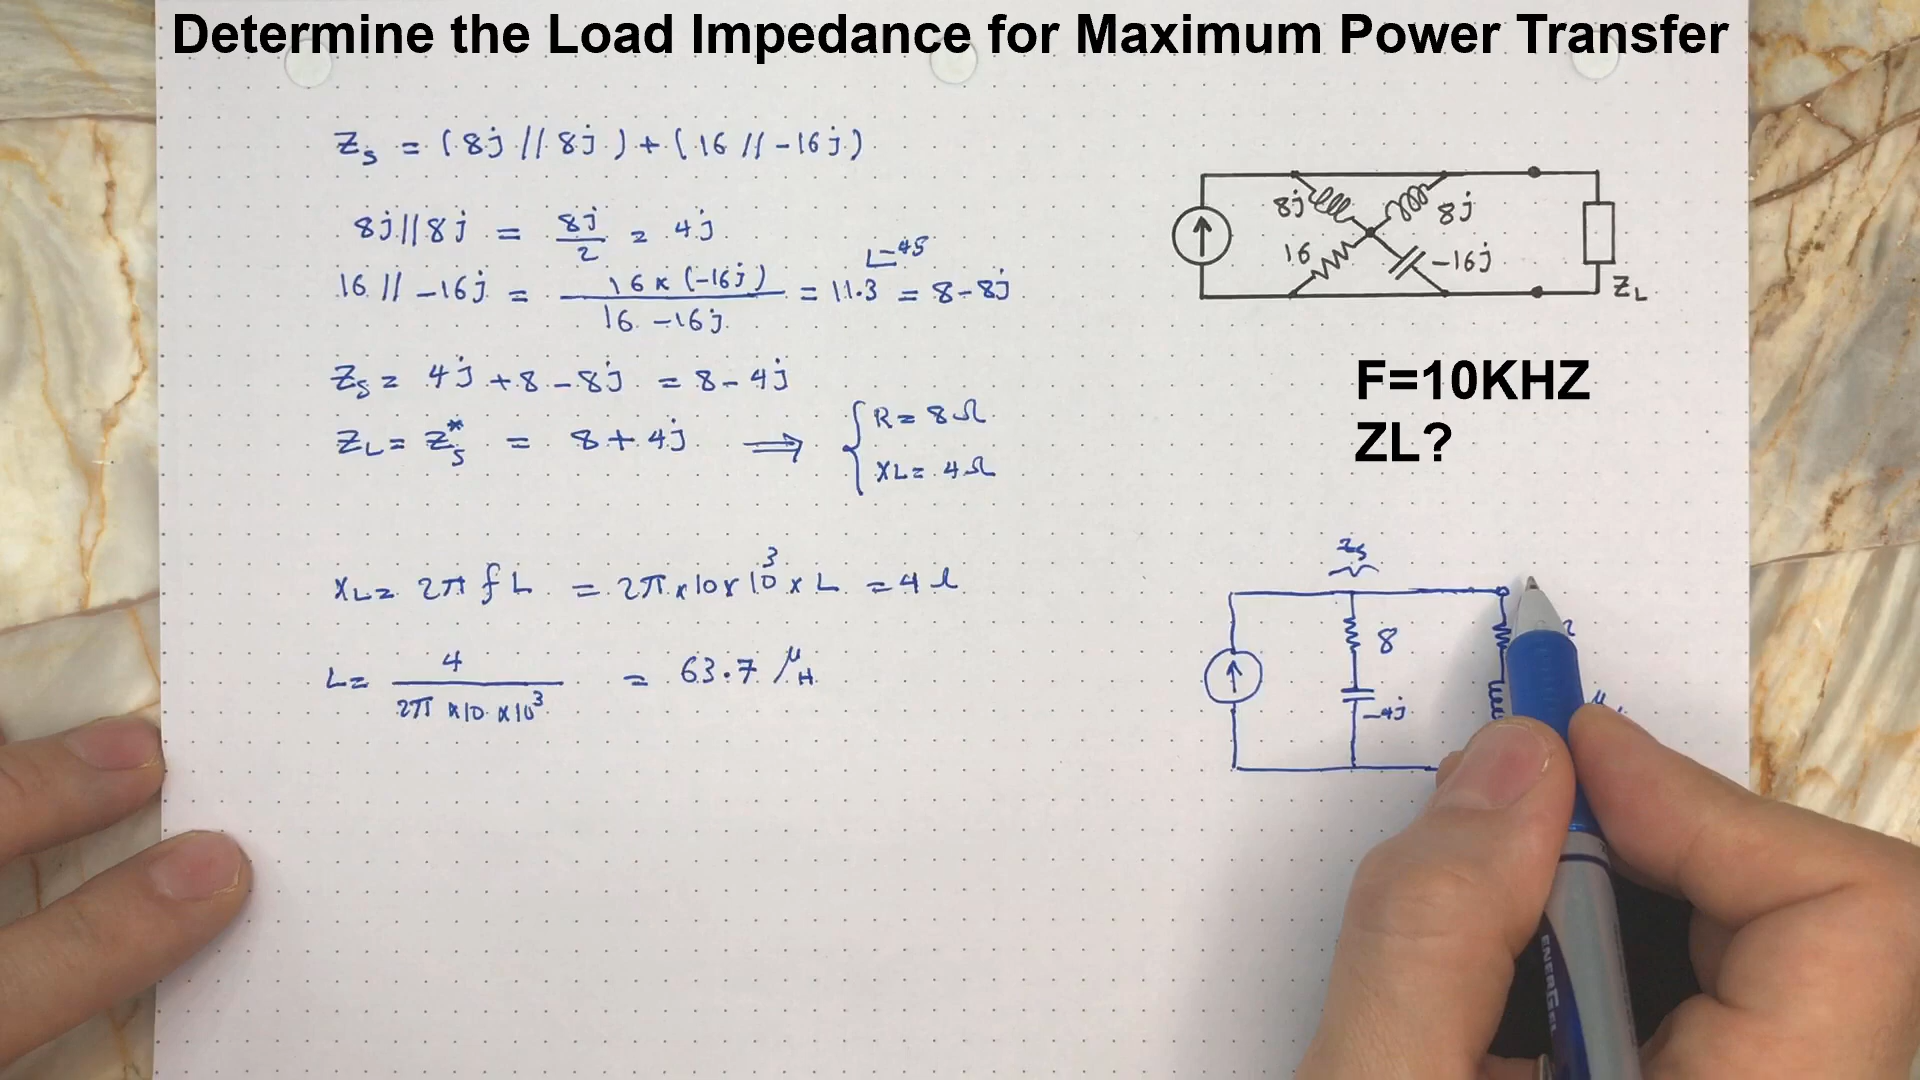 Determine the Load Impedance for Maximum Power Transfer
Zs = (8j // 8j) + (16 // -16j)
8j || 8j = 8j / 2 = 4j
16 // -16j = 16 x (-16j) / 16 - 16j = 11.3 ∠-45 = 8-8j
Zs = 4j + 8 - 8j = 8 - 4j
ZL = Zs* = 8 + 4j ⟹ { R = 8Ω
XL = 4Ω
XL = 2π f L = 2π x 10 x 10³ x L = 4
L = 4 / 2π x 10 x 10³ = 63.7 μH
8j
8j
16
-16j
ZL
F=10KHZ
ZL?
Zs
8
-4j
ENERGEL